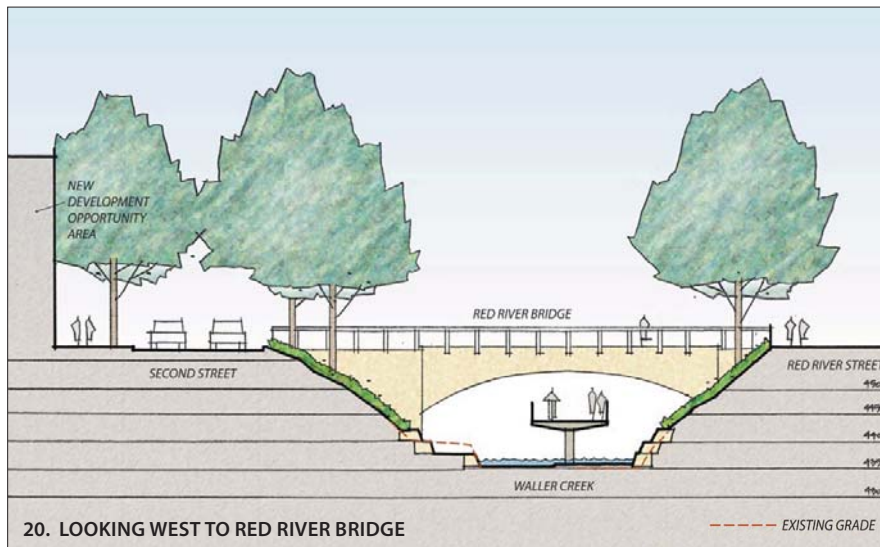 NEW
DEVELOPMENT
OPPORTUNITY
AREA
RED RIVER BRIDGE
SECOND STREET
RED RIVER STREET
WALLER CREEK
20. LOOKING WEST TO RED RIVER BRIDGE
EXISTING GRADE